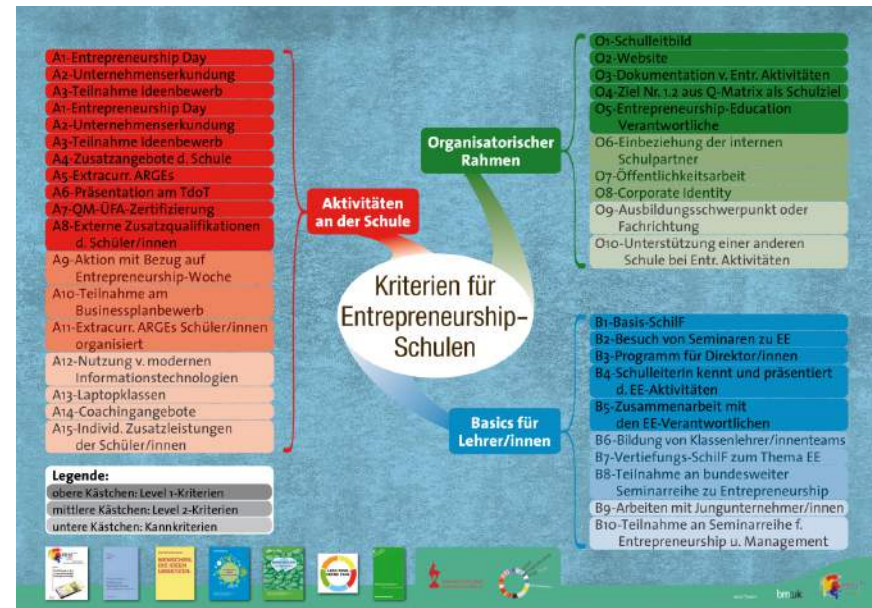 A1-Entrepreneurship Day
A2-Unternehmenserkundung
A3-Teilnahme Ideenbewerb
A1-Entrepreneurship Day
A2-Unternehmenserkundung
A3-Teilnahme Ideenbewerb
A4-Zusatzangebote d. Schule
A5-Extracurr. ARGEs
A6-Präsentation am TdoT
A7-QM-ÜFA-Zertifizierung
A8-Externe Zusatzqualifikationen
d. Schüler/innen
A9-Aktion mit Bezug auf
Entrepreneurship-Woche
A10-Teilnahme am
Businessplanbewerb
A11-Extracurr. ARGEs Schüler/innen
organisiert
A12-Nutzung v. modernen
Informationstechnologien
A13-Laptopklassen
A14-Coachingangebote
A15-Individ. Zusatzleistungen
der Schüler/innen
Aktivitäten
an der Schule
Kriterien für
Entrepreneurship-
Schulen
Organisatorischer
Rahmen
O1-Schulleitbild
O2-Website
O3-Dokumentation v. Entr. Aktivitäten
O4-Ziel Nr. 1.2 aus Q-Matrix als Schulziel
O5-Entrepreneurship-Education
Verantwortliche
O6-Einbeziehung der internen
Schulpartner
O7-Öffentlichkeitsarbeit
O8-Corporate Identity
O9-Ausbildungsschwerpunkt oder
Fachrichtung
O10-Unterstützung einer anderen
Schule bei Entr. Aktivitäten
Basics für
Lehrer/innen
B1-Basis-SchilF
B2-Besuch von Seminaren zu EE
B3-Programm für Direktor/innen
B4-SchulleiterIn kennt und präsentiert
d. EE-Aktivitäten
B5-Zusammenarbeit mit
den EE-Verantwortlichen
B6-Bildung von Klassenlehrer/innenteams
B7-Vertiefungs-SchilF zum Thema EE
B8-Teilnahme an bundesweiter
Seminarreihe zu Entrepreneurship
B9-Arbeiten mit Jungunternehmer/innen
B10-Teilnahme an Seminarreihe f.
Entrepreneurship u. Management
Legende:
obere Kästchen: Level 1-Kriterien
mittlere Kästchen: Level 2-Kriterien
untere Kästchen: Kannkriterien
bm:uk